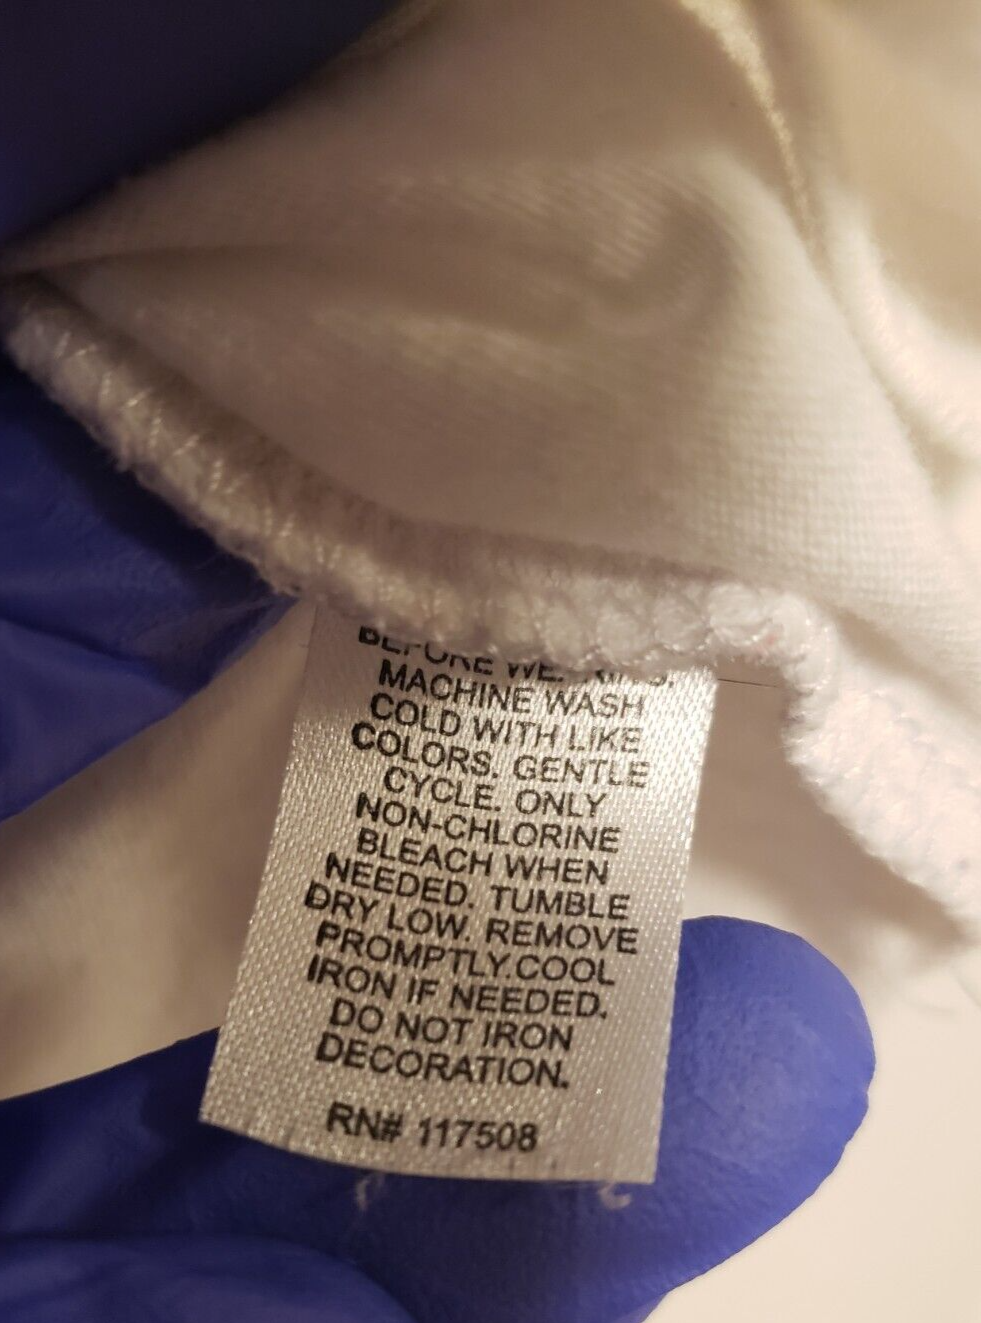 BEFORE
MACHINE WASH
COLD WITH LIKE
COLORS. GENTLE
CYCLE. ONLY
NON-CHLORINE
BLEACH WHEN
NEEDED. TUMBLE
DRY LOW. REMOVE
PROMPTLY.COOL
IRON IF NEEDED.
DO NOT IRON
DECORATION.
RN# 117508